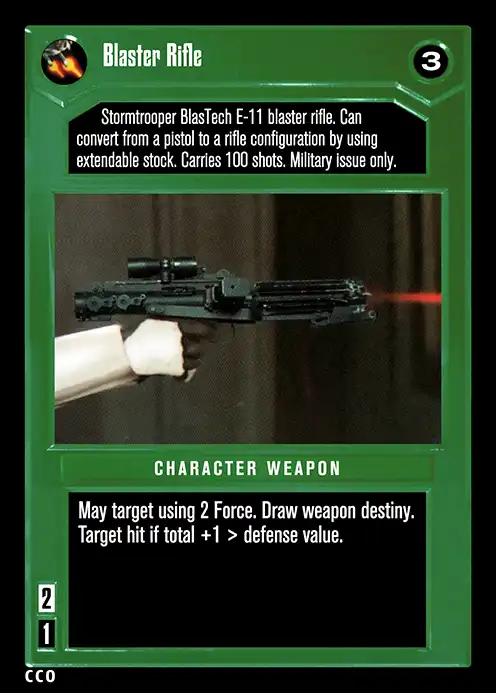 Blaster Rifle
3
Stormtrooper BlasTech E-11 blaster rifle. Can
convert from a pistol to a rifle configuration by using
extendable stock. Carries 100 shots. Military issue only.
CHARACTER WEAPON
May target using 2 Force. Draw weapon destiny.
Target hit if total +1 > defense value.
2
1
CCO